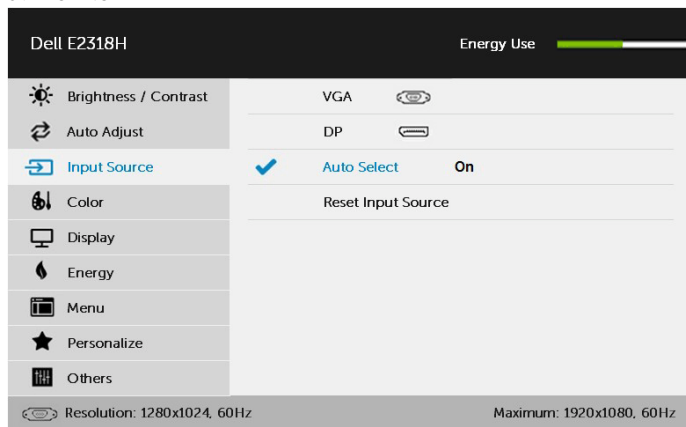 Dell E2318H
Energy Use
Brightness / Contrast
VGA
Auto Adjust
DP
Input Source
Auto Select On
Color
Reset Input Source
Display
Energy
Menu
Personalize
Others
Resolution: 1280x1024, 60Hz
Maximum: 1920x1080, 60Hz